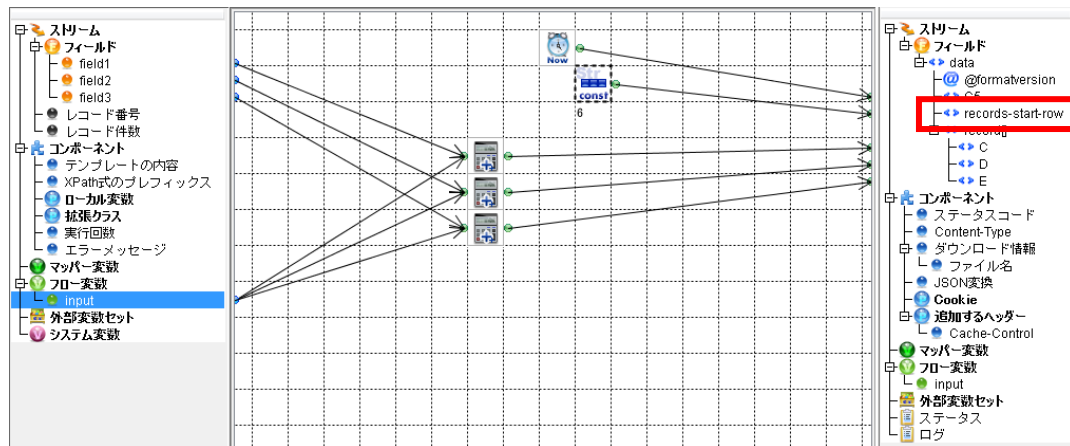 ストリーム
フィールド
field1
field2
field3
レコード番号
レコード件数
コンポーネント
テンプレートの内容
XPath式のプレフィックス
ローカル変数
拡張クラス
実行回数
エラーメッセージ
マッパー変数
フロー変数
input
外部変数セット
システム変数
Now
Str
const
6
ストリーム
フィールド
data
@formatversion
C5
records-start-row
record[]
C
D
E
コンポーネント
ステータスコード
Content-Type
ダウンロード情報
ファイル名
JSON変換
Cookie
追加するヘッダー
Cache-Control
マッパー変数
フロー変数
input
外部変数セット
ステータス
ログ